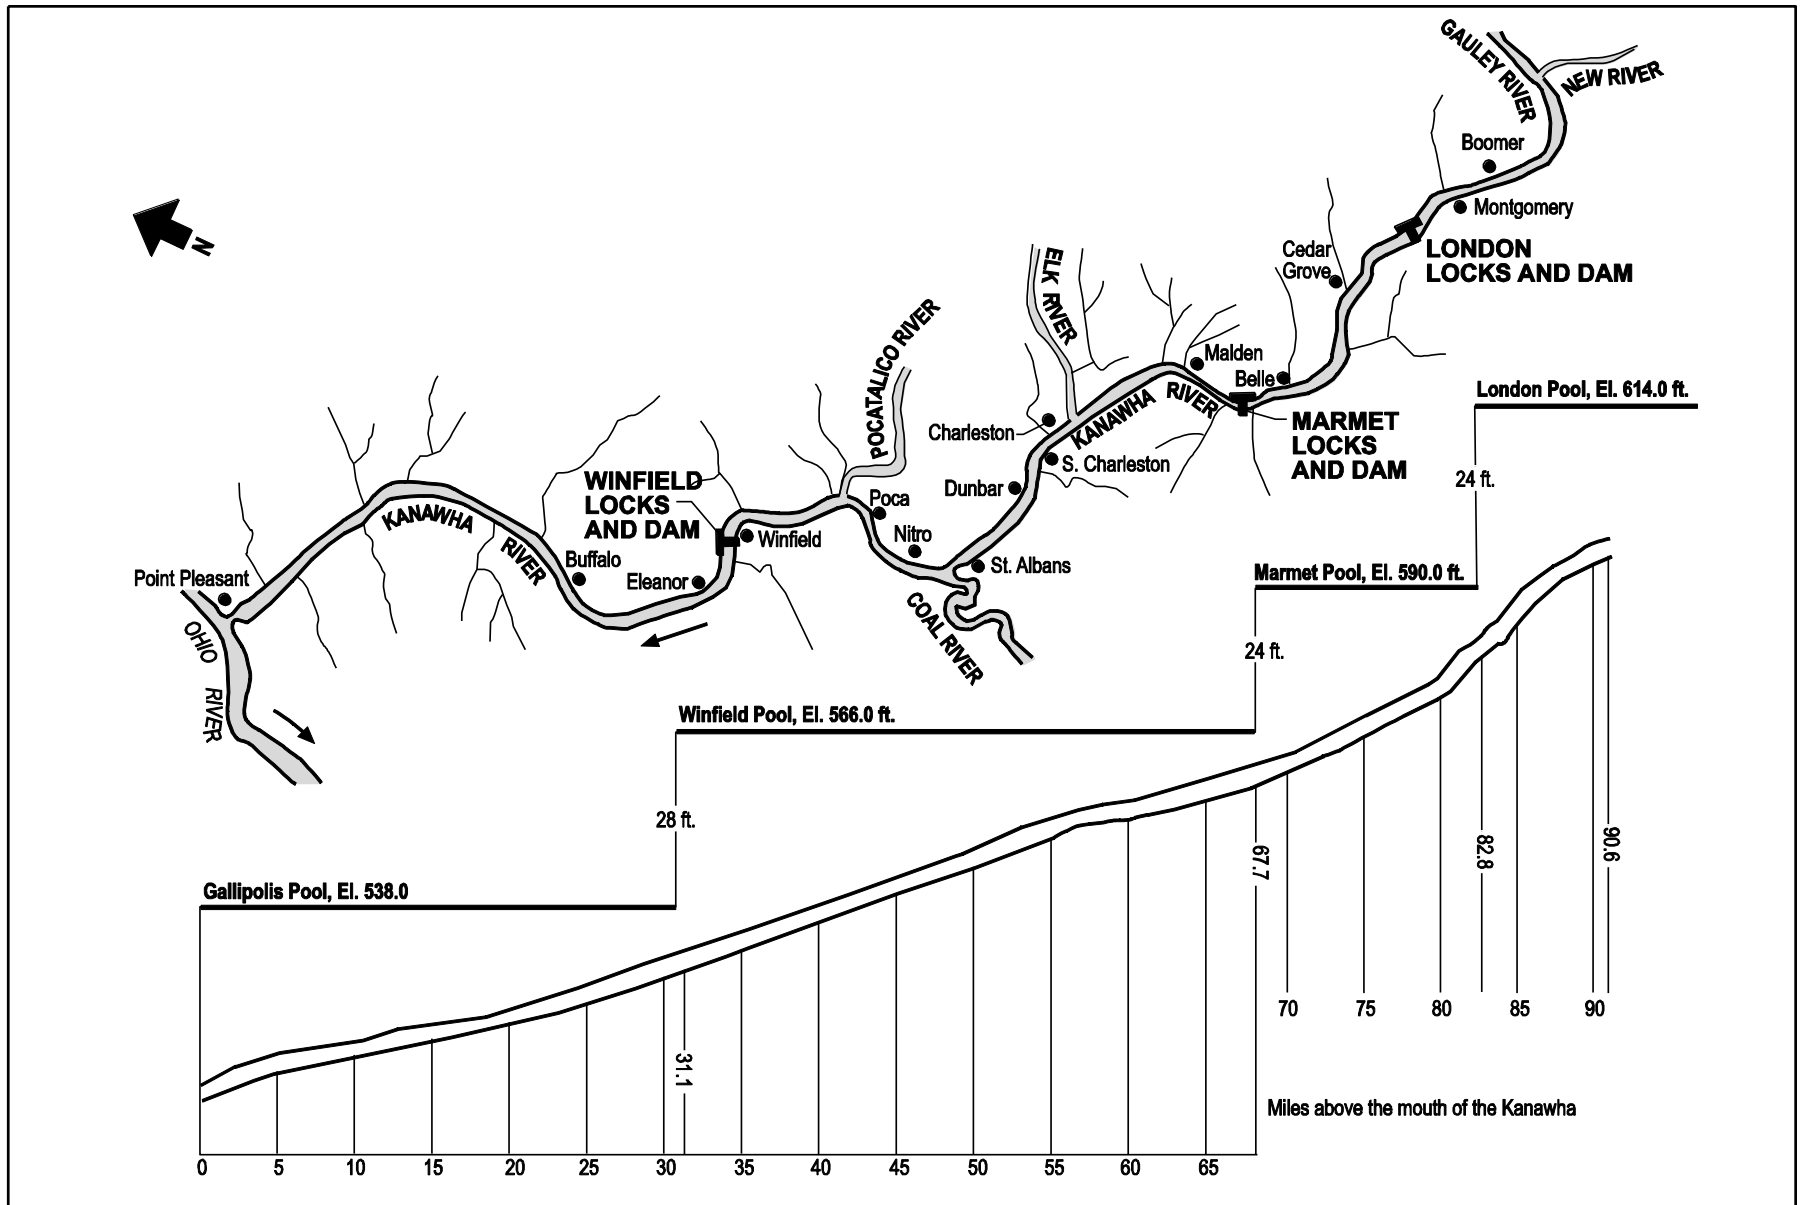 GAULEY RIVER
NEW RIVER
Boomer
Montgomery
N
LONDON
LOCKS AND DAM
Cedar
Grove
ELK RIVER
POCATALICO RIVER
Malden
Belle
KANAWHA RIVER
MARMET
LOCKS
AND DAM
Charleston
S. Charleston
Dunbar
London Pool, El. 614.0 ft.
24 ft.
WINFIELD
LOCKS
AND DAM
Poca
Winfield
Nitro
St. Albans
KANAWHA RIVER
Buffalo
Eleanor
Point Pleasant
COAL RIVER
OHIO RIVER
Marmet Pool, El. 590.0 ft.
24 ft.
Winfield Pool, El. 566.0 ft.
28 ft.
Gallipolis Pool, El. 538.0
67.7
82.8
90.6
70 75 80 85 90
31.1
Miles above the mouth of the Kanawha
0 5 10 15 20 25 30 35 40 45 50 55 60 65